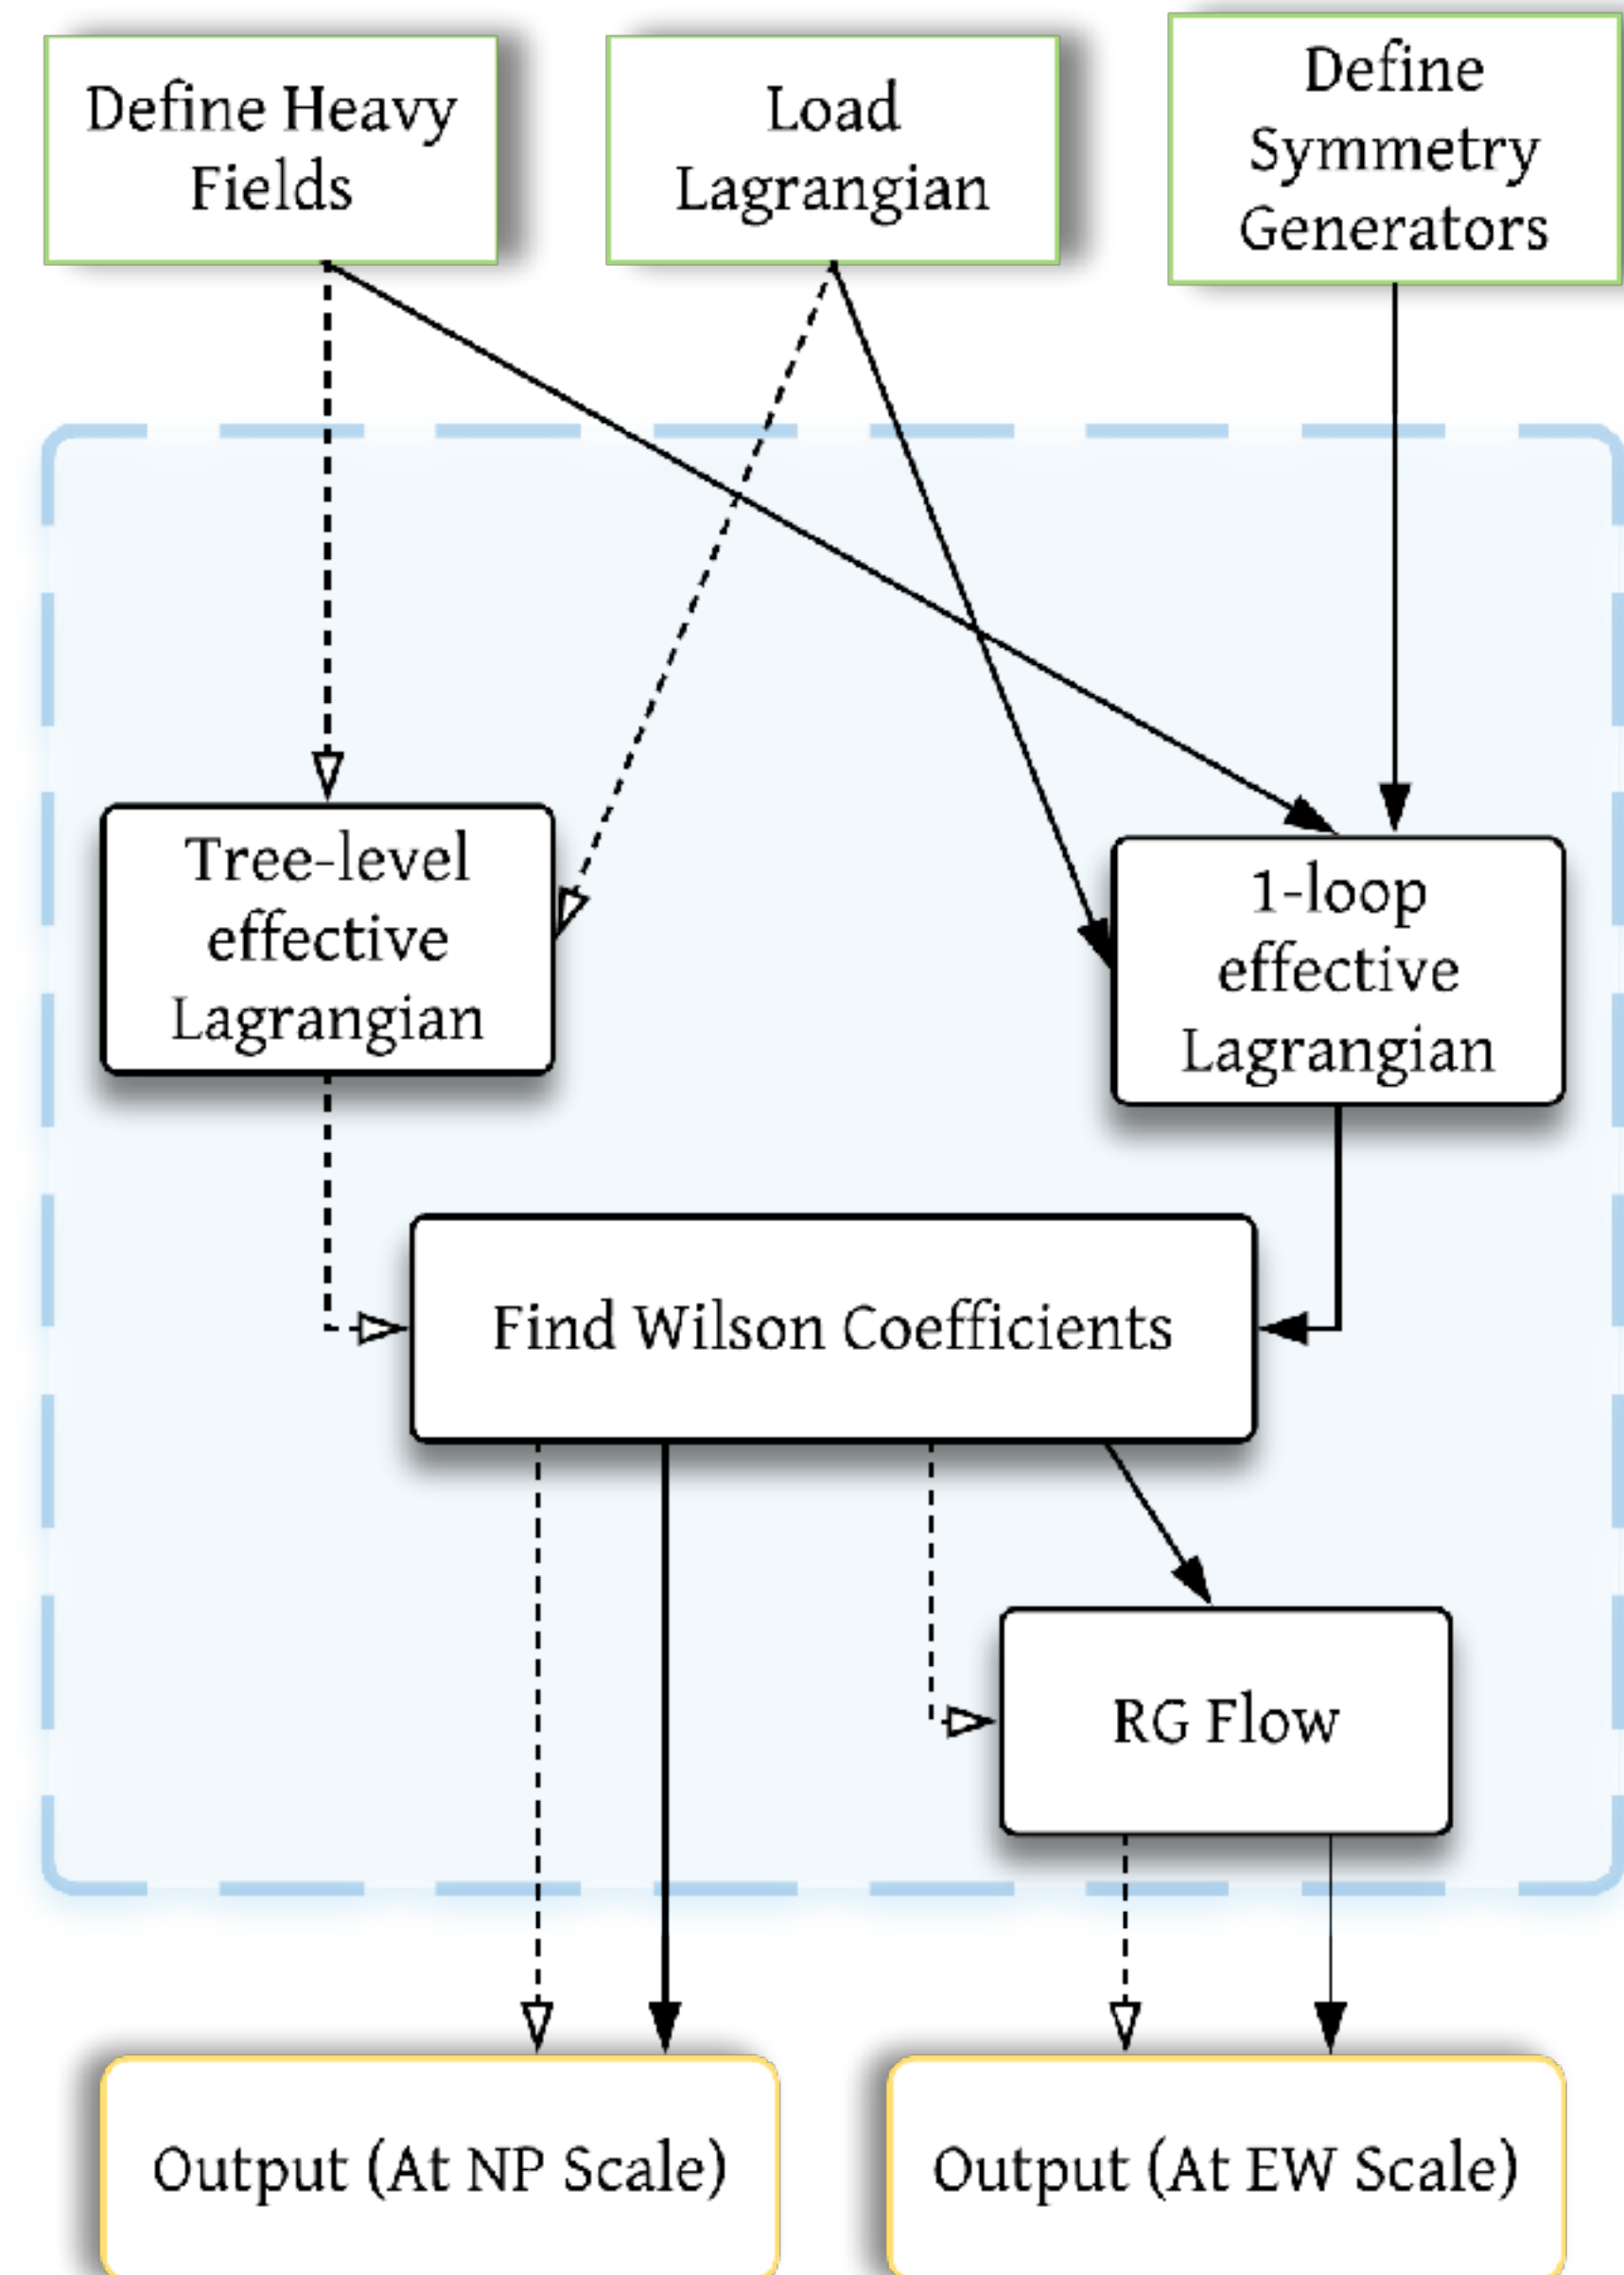 Define Heavy
Fields
Load
Lagrangian
Define
Symmetry
Generators
Tree-level
effective
Lagrangian
1-loop
effective
Lagrangian
Find Wilson Coefficients
RG Flow
Output (At NP Scale)
Output (At EW Scale)